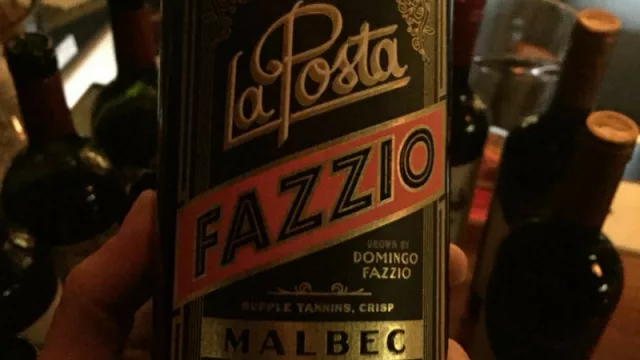 La Posta
FAZZIO
GROWN BY
DOMINGO
FAZZIO
SUPPLE TANNINS, CRISP
MALBEC